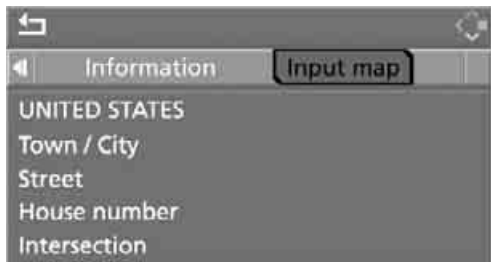 Information Input map
UNITED STATES
Town / City
Street
House number
Intersection